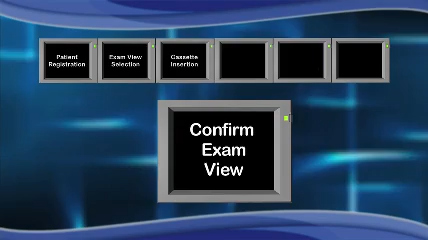 Patient
Registration
Exam View
Selection
Cassette
Insertion
Confirm
Exam
View